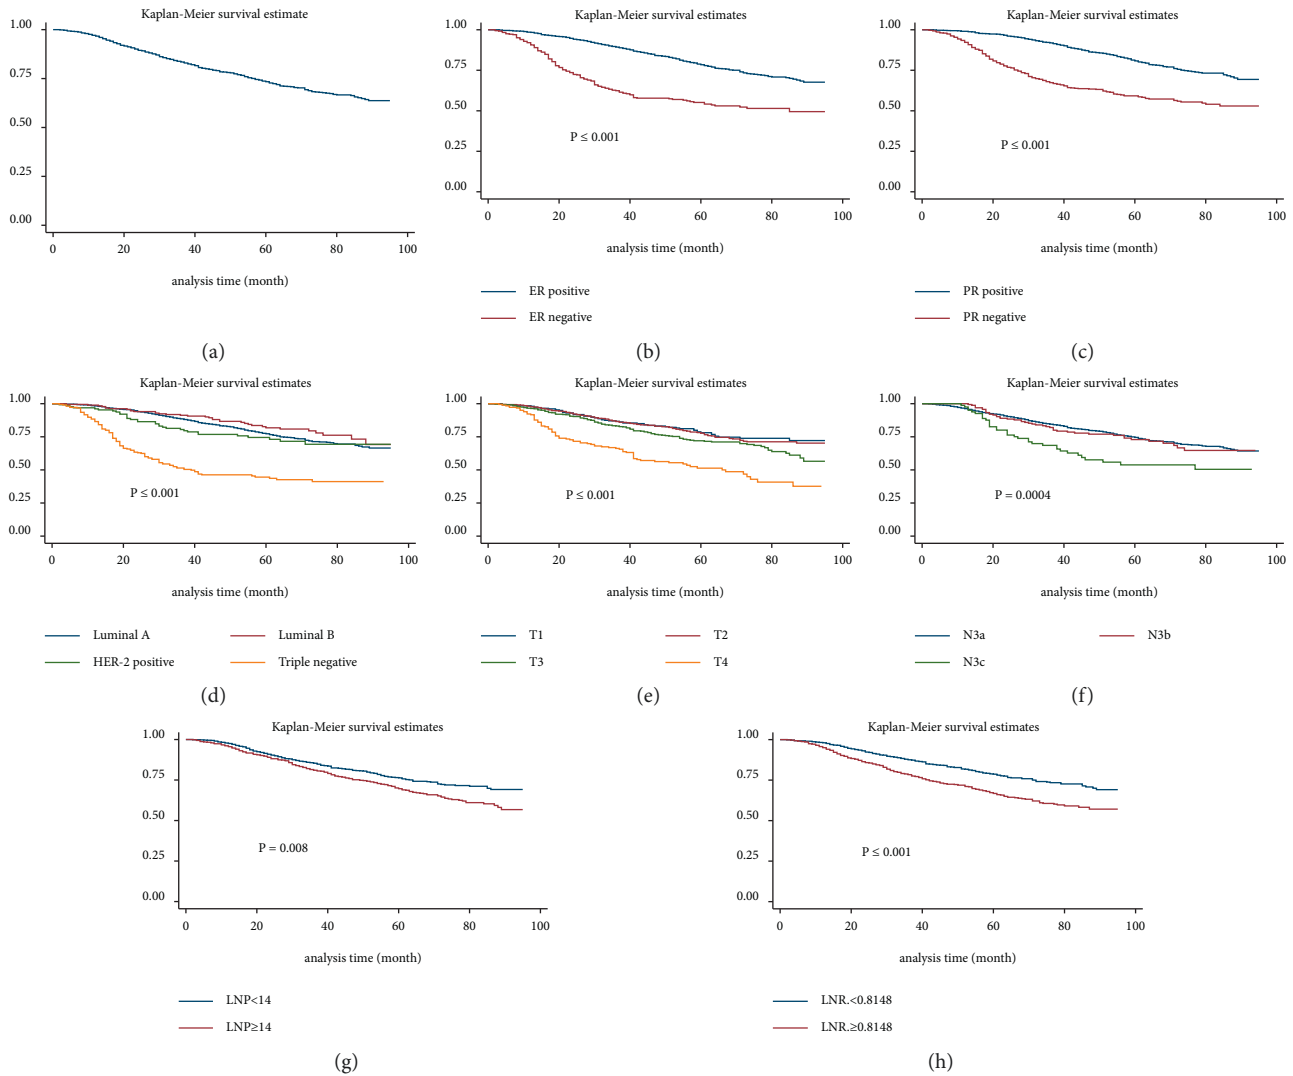 Kaplan-Meier survival estimate
1.00
0.75
0.50
0.25
0.00
0 20 40 60 80 100
analysis time (month)
(a)
Kaplan-Meier survival estimates
1.00
0.75
0.50
0.25
0.00
P ≤ 0.001
0 20 40 60 80 100
analysis time (month)
ER positive
ER negative
(b)
Kaplan-Meier survival estimates
1.00
0.75
0.50
0.25
0.00
P ≤ 0.001
0 20 40 60 80 100
analysis time (month)
PR positive
PR negative
(c)
Kaplan-Meier survival estimates
1.00
0.75
0.50
0.25
0.00
P ≤ 0.001
0 20 40 60 80 100
analysis time (month)
Luminal A Luminal B
HER-2 positive Triple negative
(d)
Kaplan-Meier survival estimates
1.00
0.75
0.50
0.25
0.00
P ≤ 0.001
0 20 40 60 80 100
analysis time (month)
T1 T2
T3 T4
(e)
Kaplan-Meier survival estimates
1.00
0.75
0.50
0.25
0.00
P = 0.0004
0 20 40 60 80 100
analysis time (month)
N3a N3b
N3c
(f)
Kaplan-Meier survival estimates
1.00
0.75
0.50
0.25
0.00
P = 0.008
0 20 40 60 80 100
analysis time (month)
LNP<14
LNP≥14
(g)
Kaplan-Meier survival estimates
1.00
0.75
0.50
0.25
0.00
P ≤ 0.001
0 20 40 60 80 100
analysis time (month)
LNR.<0.8148
LNR.≥0.8148
(h)